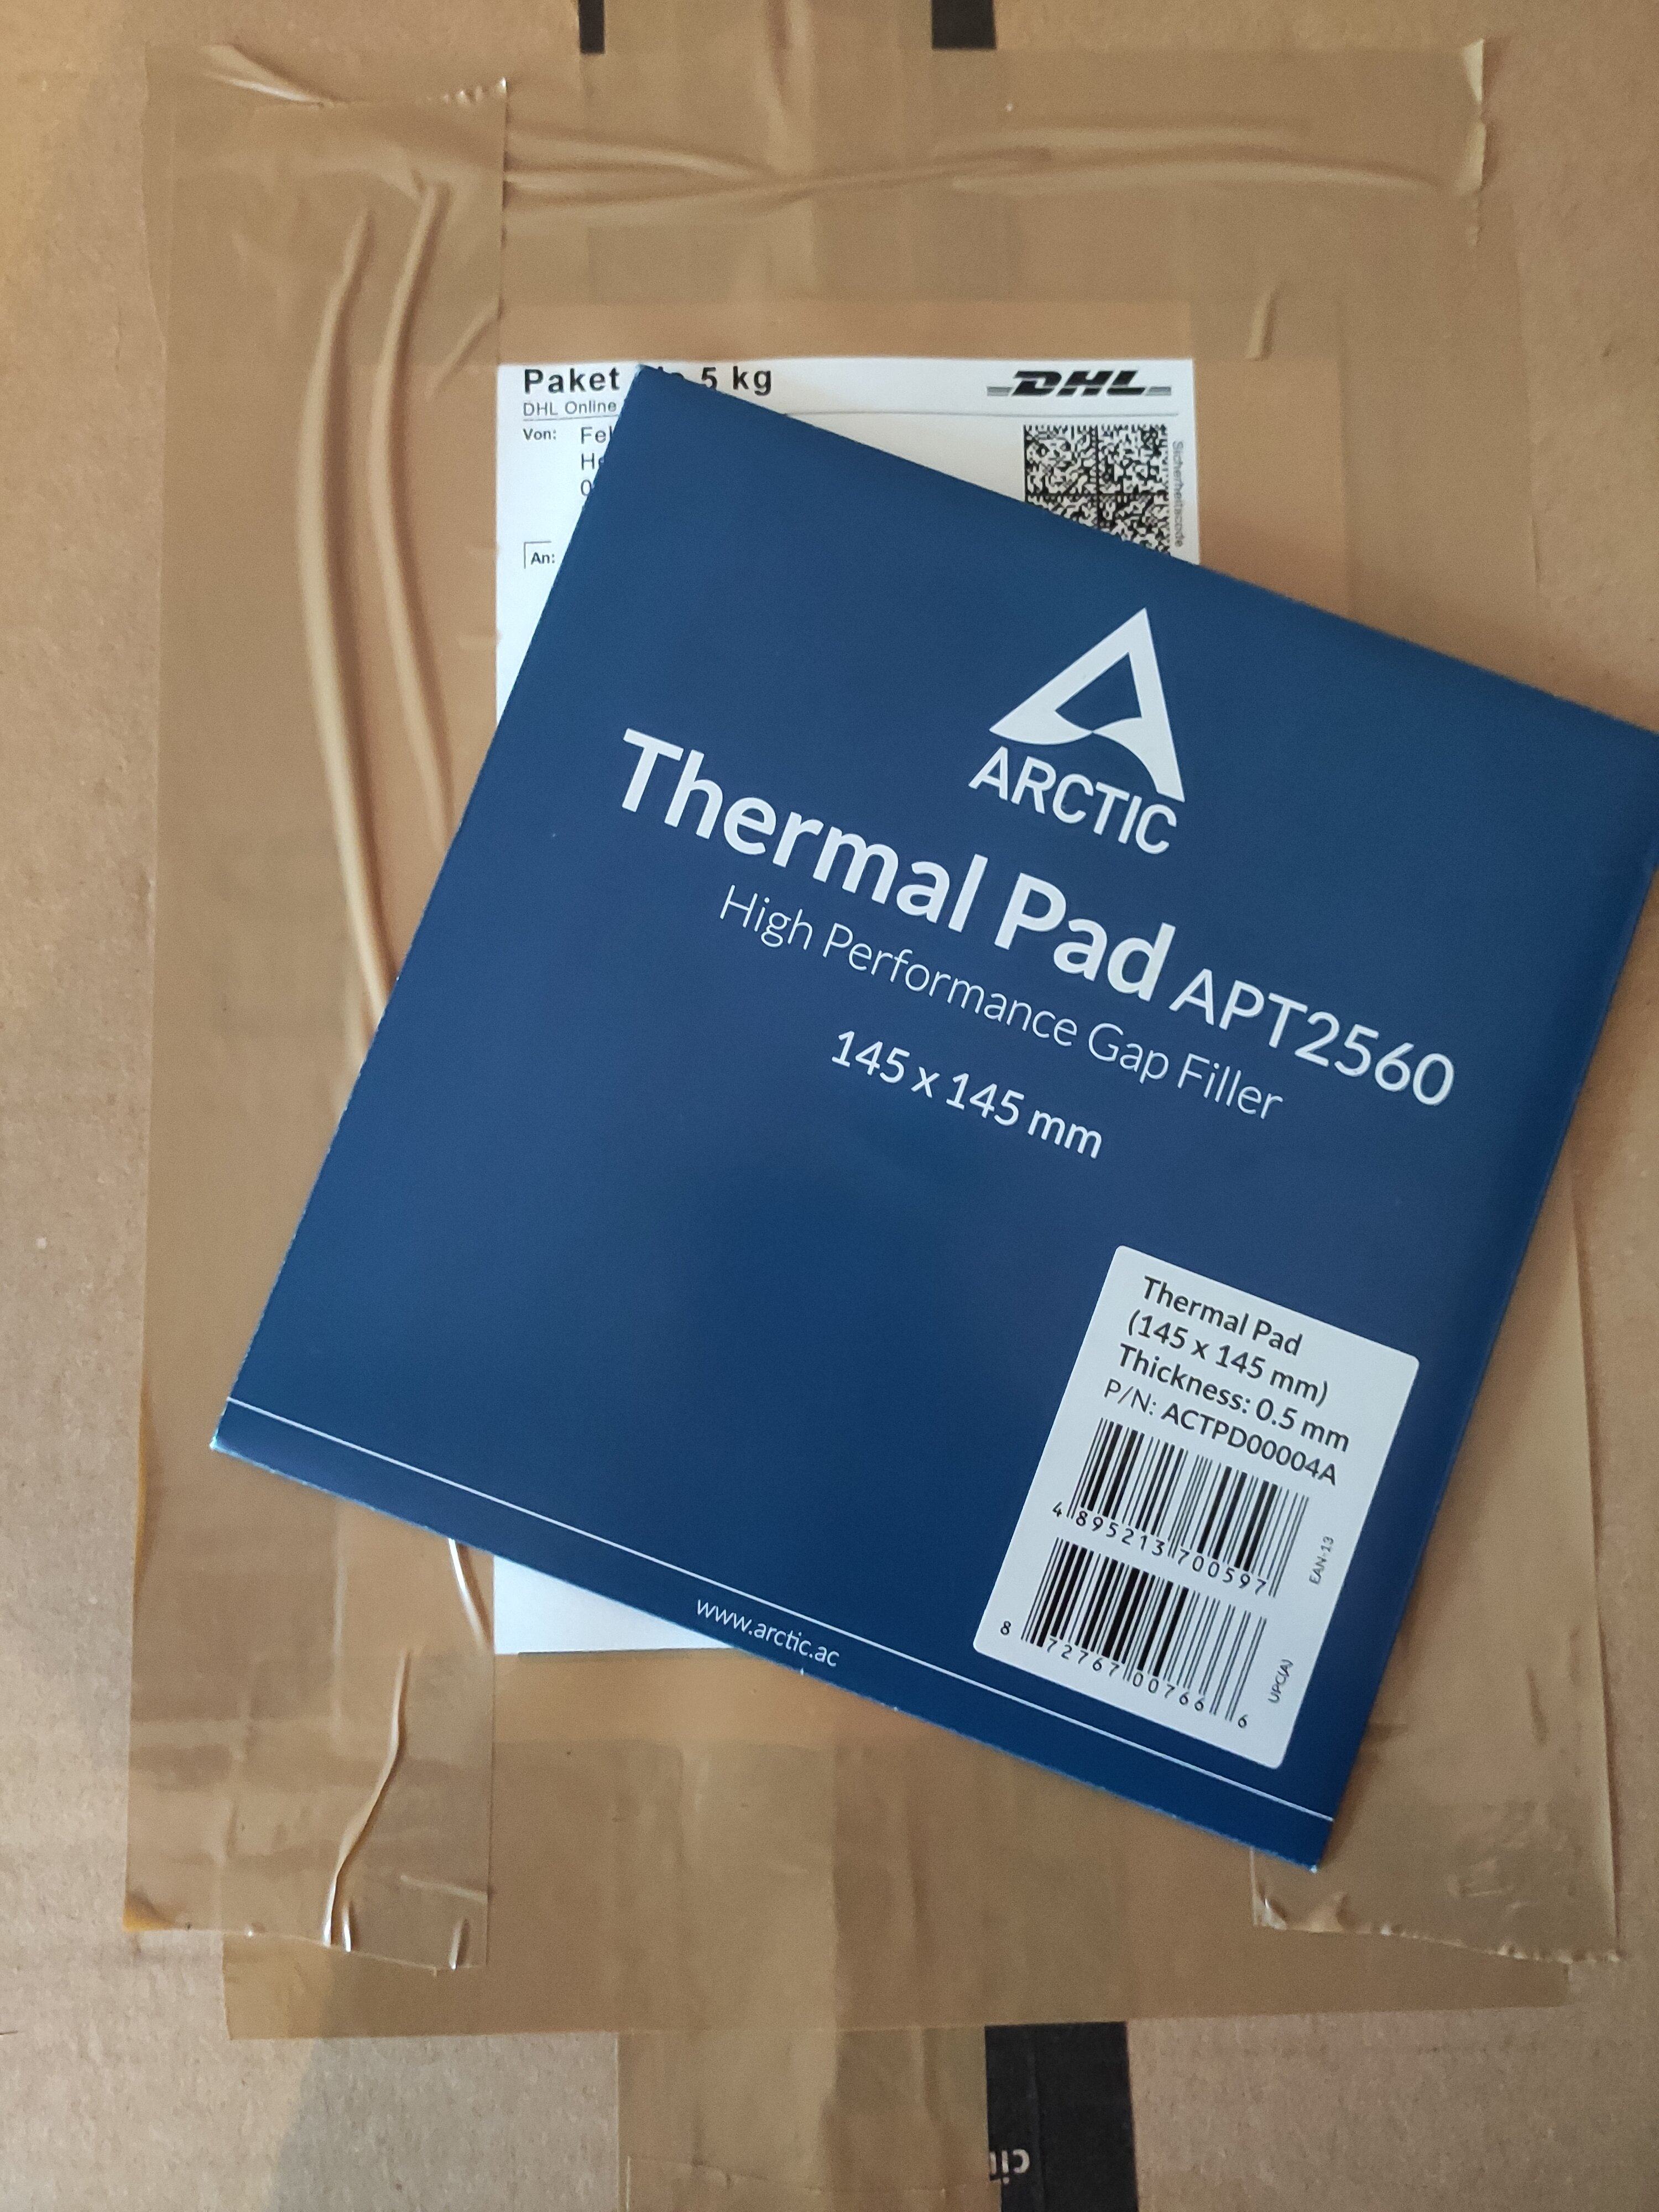 Paket 5 kg
DHL
DHL Online
Von:
Sicherheitscode
An:
ARCTIC
Thermal Pad APT2560
High Performance Gap Filler
145 x 145 mm
Thermal Pad
(145 x 145 mm)
Thickness: 0.5 mm
P/N: ACTPD00004A
4 895213 700597
EAN-13
8 72767 00766 6
UPC(A)
www.arctic.ac